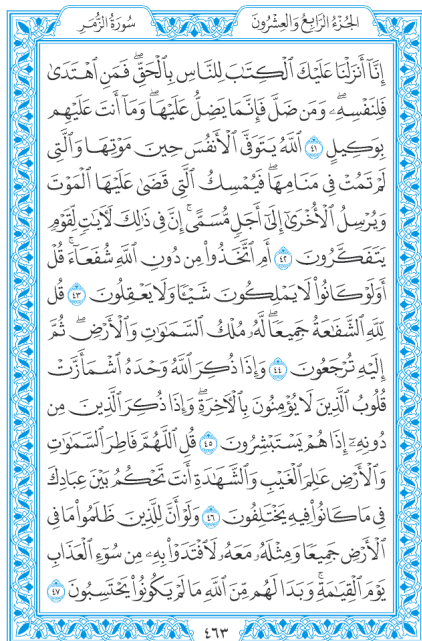 سُورَةُ الزُّمَرِ
الجُزْءُ الرَّابِعُ وَالعِشْرُونَ
إِنَّآ أَنزَلْنَا عَلَيْكَ ٱلْكِتَٰبَ لِلنَّاسِ بِٱلْحَقِّۖ فَمَنِ ٱهْتَدَىٰ
فَلِنَفْسِهِۦۖ وَمَن ضَلَّ فَإِنَّمَا يَضِلُّ عَلَيْهَاۖ وَمَآ أَنتَ عَلَيْهِم
بِوَكِيلٍ ٤١ ٱللَّهُ يَتَوَفَّى ٱلْأَنفُسَ حِينَ مَوْتِهَا وَٱلَّتِي
لَمْ تَمُتْ فِي مَنَامِهَاۖ فَيُمْسِكُ ٱلَّتِي قَضَىٰ عَلَيْهَا ٱلْمَوْتَ
وَيُرْسِلُ ٱلْأُخْرَىٰٓ إِلَىٰٓ أَجَلٍ مُّسَمًّىۚ إِنَّ فِي ذَٰلِكَ لَأٓيَٰتٍ لِّقَوْمٍ
يَتَفَكَّرُونَ ٤٢ أَمِ ٱتَّخَذُواْ مِن دُونِ ٱللَّهِ شُفَعَآءَۚ قُلْ
أَوَلَوْ كَانُواْ لَا يَمْلِكُونَ شَيْـًٔا وَلَا يَعْقِلُونَ ٤٣ قُل
لِّلَّهِ ٱلشَّفَٰعَةُ جَمِيعًاۖ لَّهُۥ مُلْكُ ٱلسَّمَٰوَٰتِ وَٱلْأَرْضِۖ ثُمَّ
إِلَيْهِ تُرْجَعُونَ ٤٤ وَإِذَا ذُكِرَ ٱللَّهُ وَحْدَهُ ٱشْمَأَزَّتْ
قُلُوبُ ٱلَّذِينَ لَا يُؤْمِنُونَ بِٱلْأٓخِرَةِۖ وَإِذَا ذُكِرَ ٱلَّذِينَ مِن
دُونِهِۦٓ إِذَا هُمْ يَسْتَبْشِرُونَ ٤٥ قُلِ ٱللَّهُمَّ فَاطِرَ ٱلسَّمَٰوَٰتِ
وَٱلْأَرْضِ عَٰلِمَ ٱلْغَيْبِ وَٱلشَّهَٰدَةِ أَنتَ تَحْكُمُ بَيْنَ عِبَادِكَ
فِي مَا كَانُواْ فِيهِ يَخْتَلِفُونَ ٤٦ وَلَوْ أَنَّ لِلَّذِينَ ظَلَمُواْ مَا فِي
ٱلْأَرْضِ جَمِيعًا وَمِثْلَهُۥ مَعَهُۥ لَٱفْتَدَوْاْ بِهِۦ مِن سُوٓءِ ٱلْعَذَابِ
يَوْمَ ٱلْقِيَٰمَةِۚ وَبَدَا لَهُم مِّنَ ٱللَّهِ مَا لَمْ يَكُونُواْ يَحْتَسِبُونَ ٤٧
٤٦٣